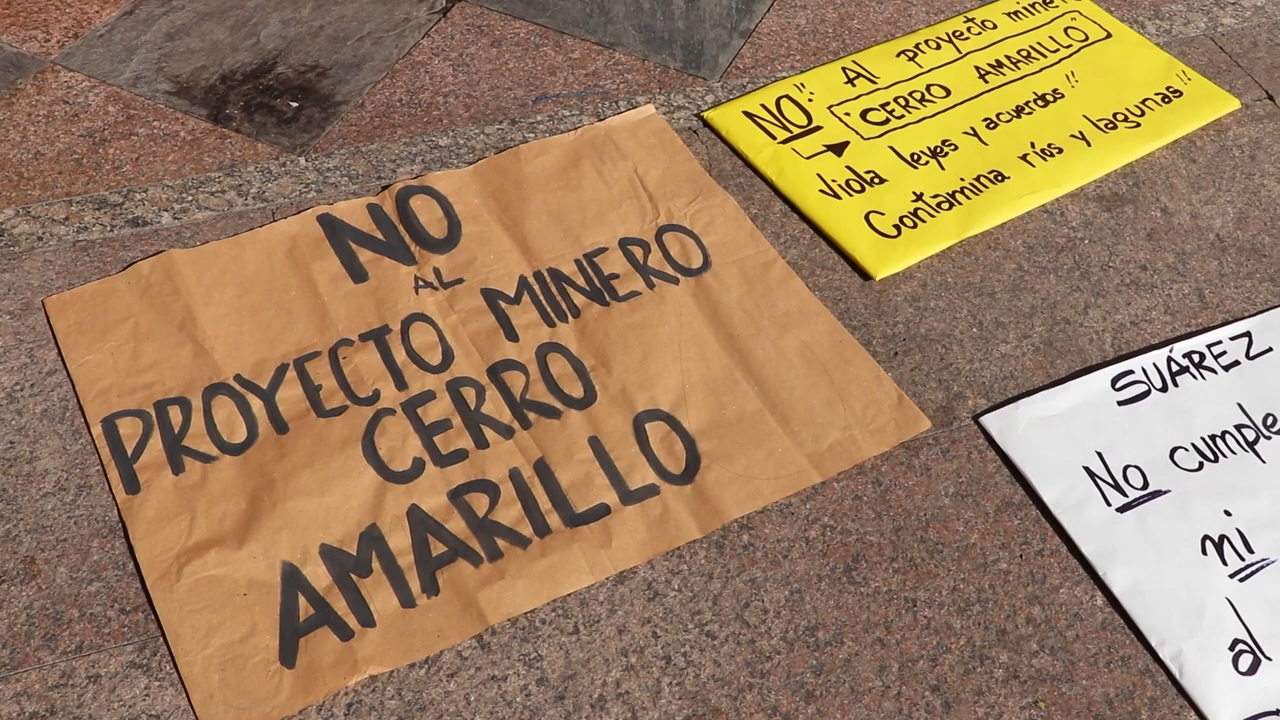 NO
AL
PROYECTO MINERO
CERRO
AMARILLO
NO!! Al proyecto
CERRO AMARILLO
Viola leyes y acuerdos!!
Contamina ríos y lagunas!!
SUÁREZ
No cumple
ni
al